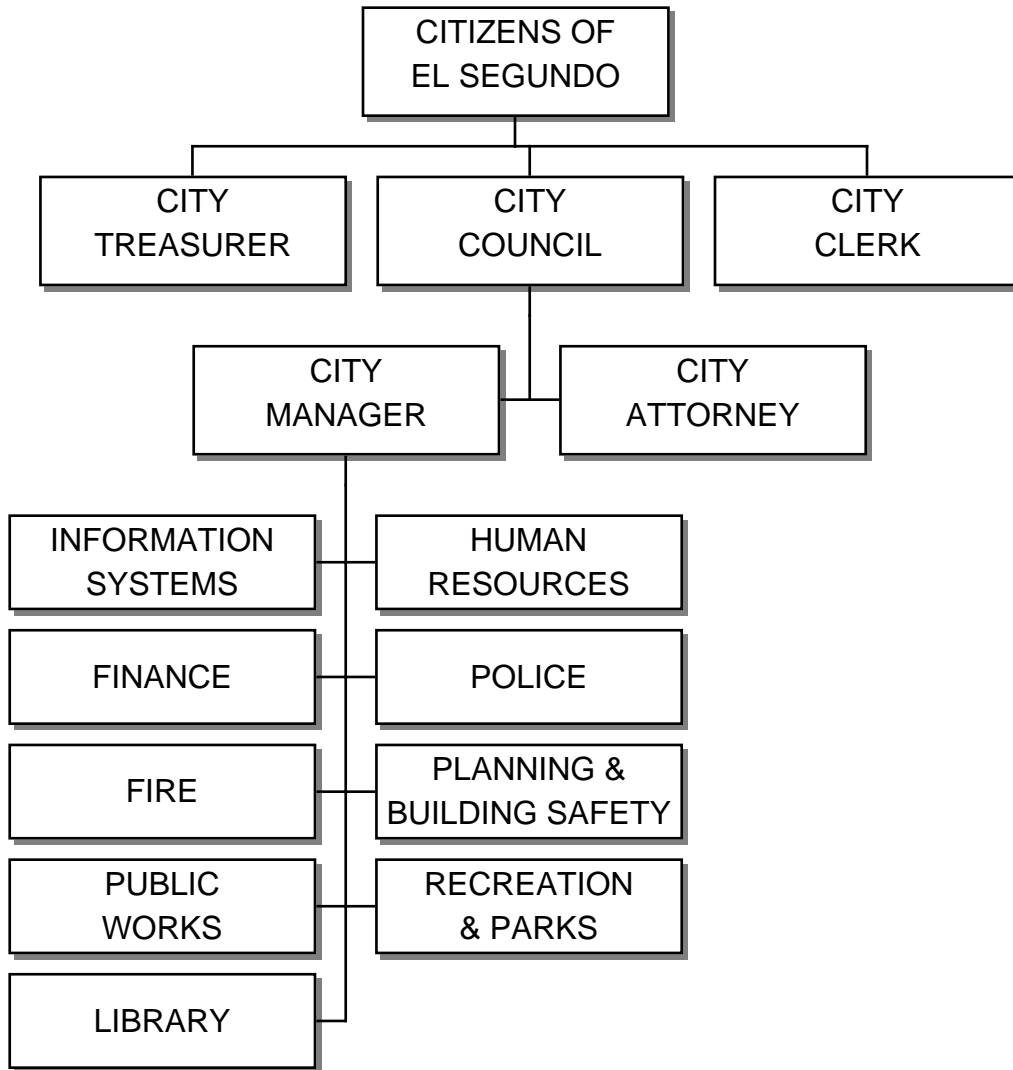 CITIZENS OF
EL SEGUNDO
CITY
TREASURER
CITY
COUNCIL
CITY
CLERK
CITY
MANAGER
CITY
ATTORNEY
INFORMATION
SYSTEMS
HUMAN
RESOURCES
FINANCE
POLICE
FIRE
PLANNING &
BUILDING SAFETY
PUBLIC
WORKS
RECREATION
& PARKS
LIBRARY